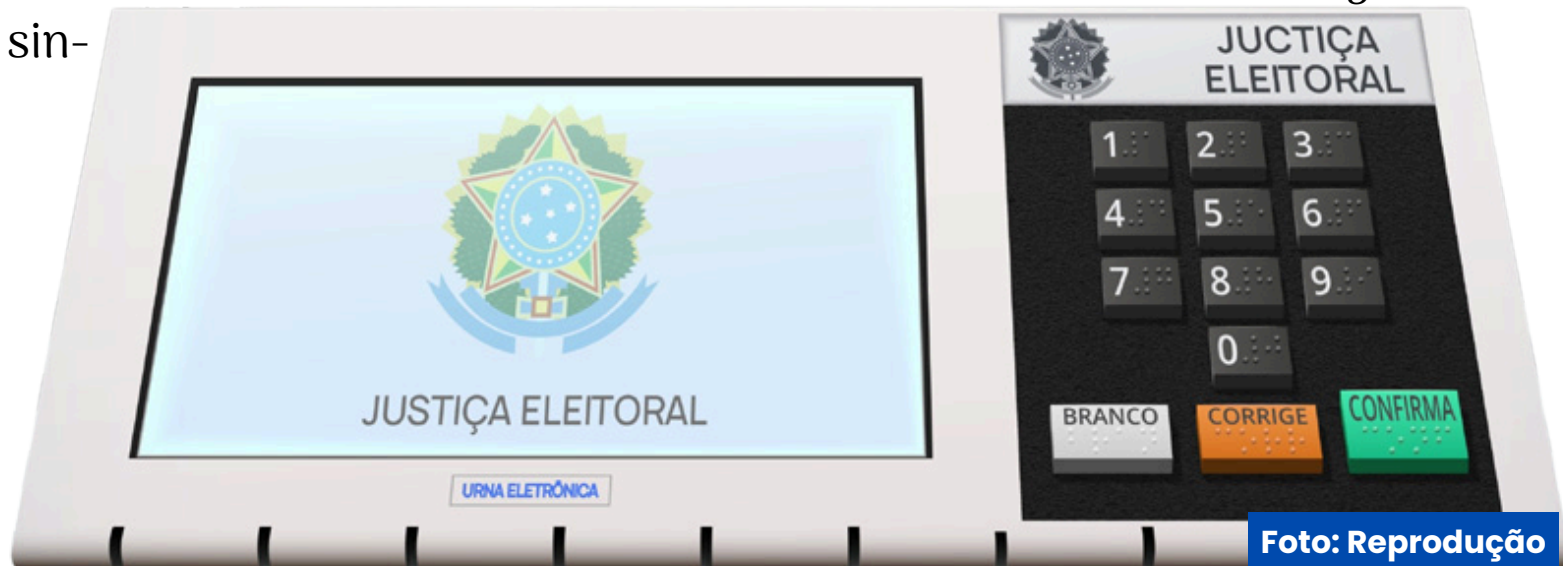 sin-
JUCTIÇA
ELEITORAL
1
2
3
4
5
6
7
8
9
0
BRANCO
CORRIGE
CONFIRMA
JUSTIÇA ELEITORAL
URNA ELETRÔNICA
Foto: Reprodução